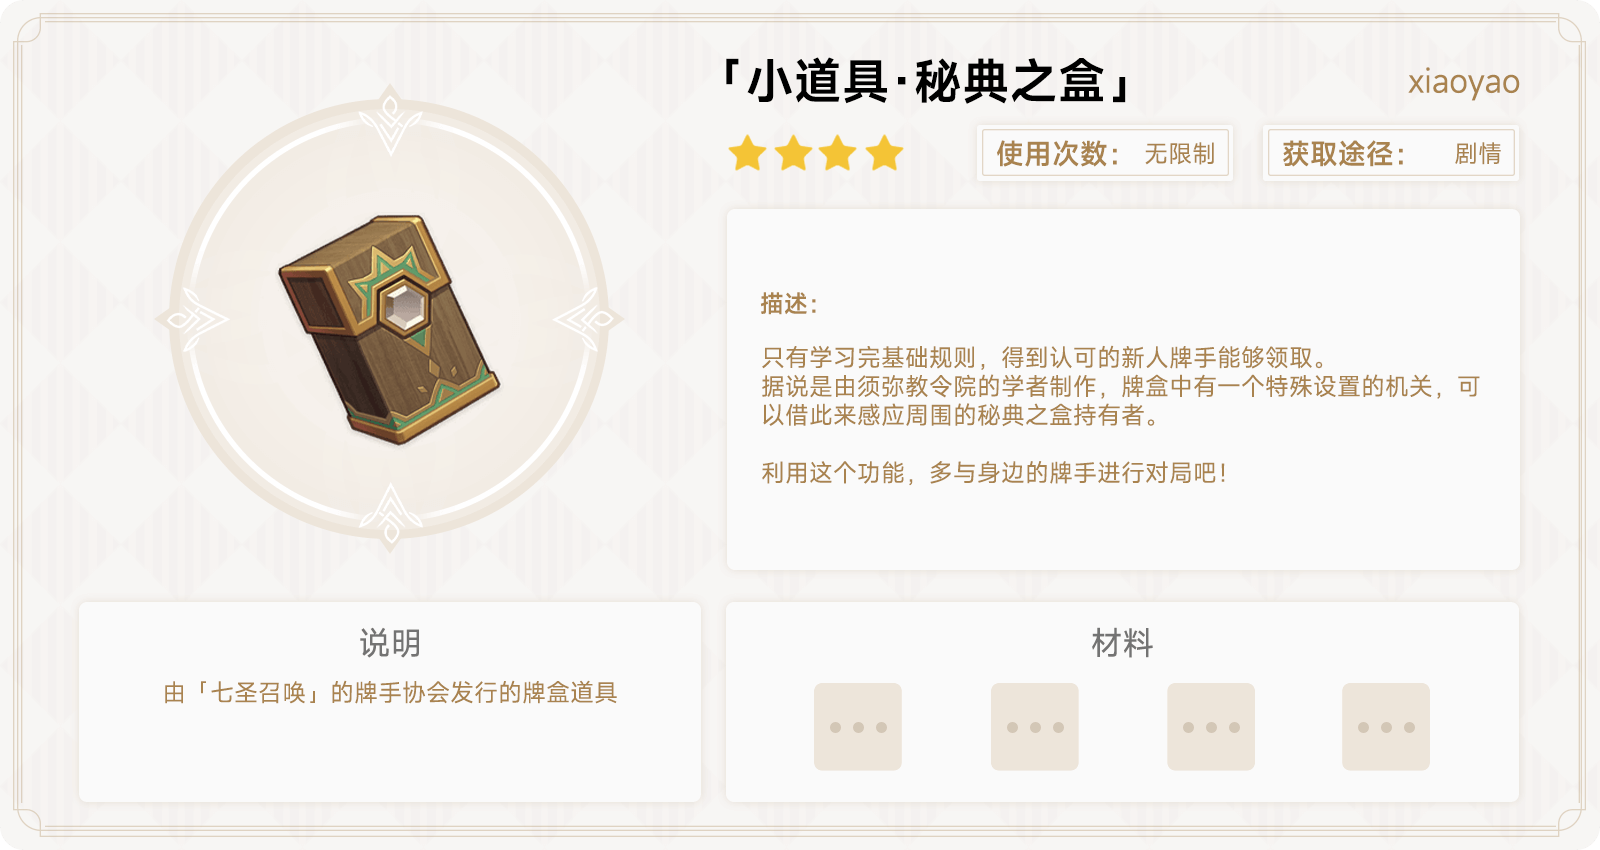 「小道具·秘典之盒」
xiaoyao
使用次数： 无限制
获取途径： 剧情
描述：
只有学习完基础规则，得到认可的新人牌手能够领取。
据说是由须弥教令院的学者制作，牌盒中有一个特殊设置的机关，可
以借此来感应周围的秘典之盒持有者。
利用这个功能，多与身边的牌手进行对局吧！
说明
由「七圣召唤」的牌手协会发行的牌盒道具
材料